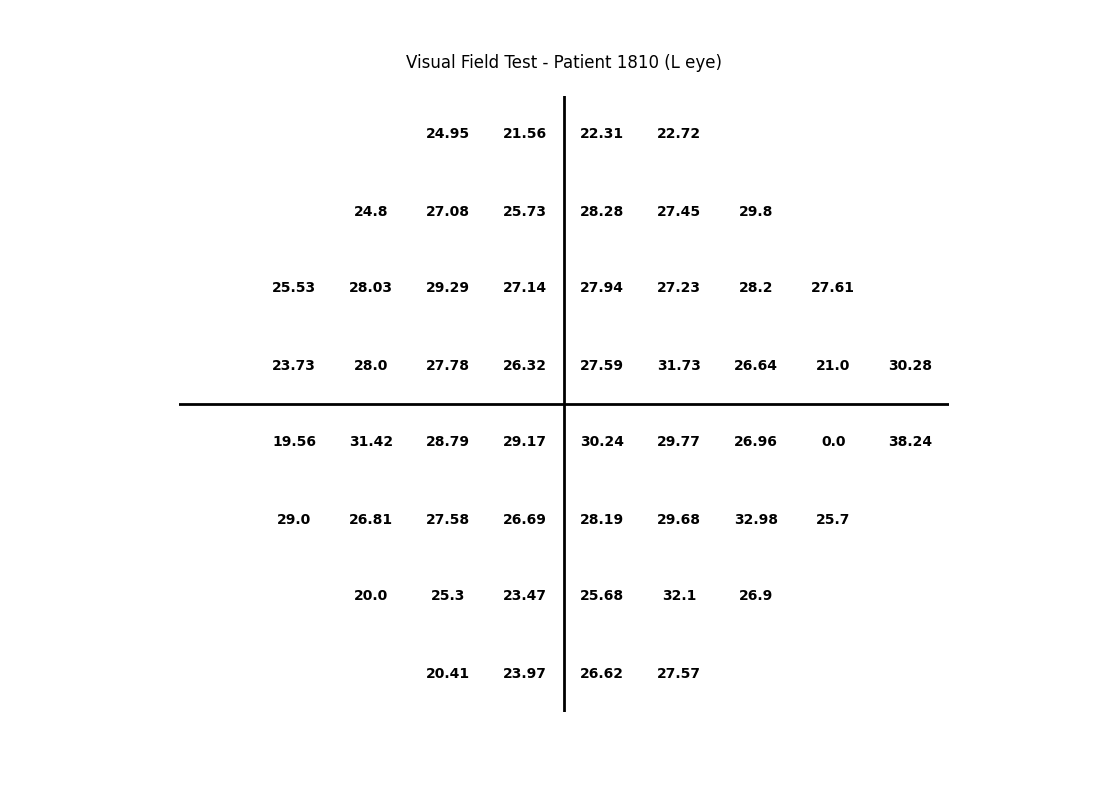 Visual Field Test - Patient 1810 (L eye)
24.95 21.56 22.31 22.72
24.8 27.08 25.73 28.28 27.45 29.8
25.53 28.03 29.29 27.14 27.94 27.23 28.2 27.61
23.73 28.0 27.78 26.32 27.59 31.73 26.64 21.0 30.28
19.56 31.42 28.79 29.17 30.24 29.77 26.96 0.0 38.24
29.0 26.81 27.58 26.69 28.19 29.68 32.98 25.7
20.0 25.3 23.47 25.68 32.1 26.9
20.41 23.97 26.62 27.57